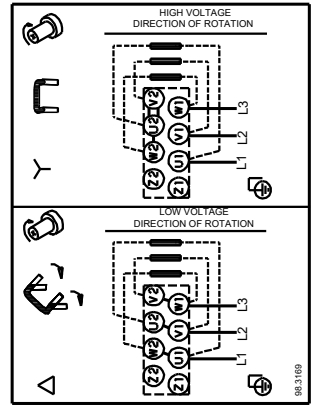 HIGH VOLTAGE
DIRECTION OF ROTATION
V2
U2
W2
Z2
W1
V1
U1
Z1
L3
L2
L1
LOW VOLTAGE
DIRECTION OF ROTATION
V2
U2
W2
Z2
W1
V1
U1
Z1
L3
L2
L1
98.3169